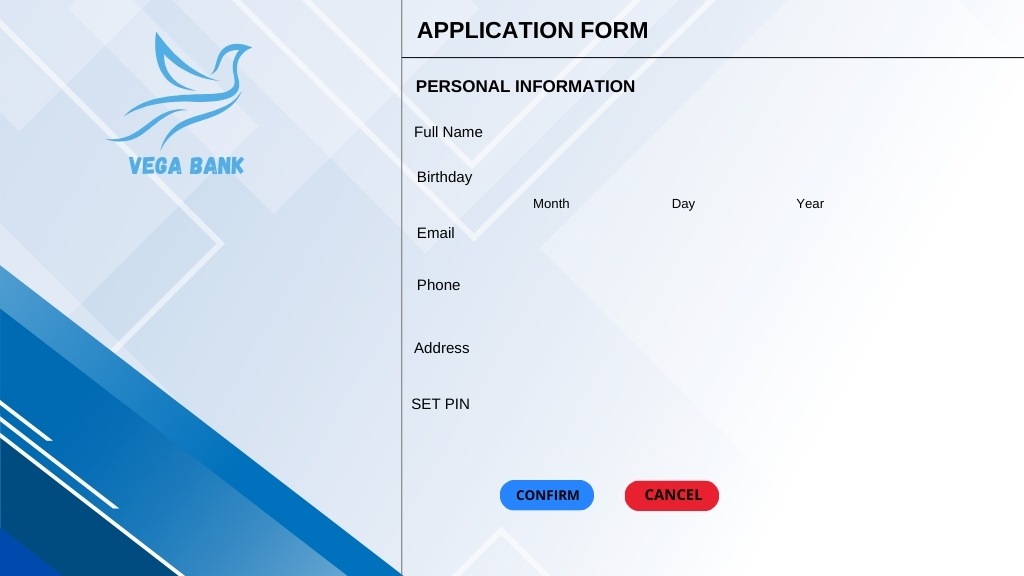 VEGA BANK
APPLICATION FORM
PERSONAL INFORMATION
Full Name
Birthday
Month Day Year
Email
Phone
Address
SET PIN
CONFIRM CANCEL